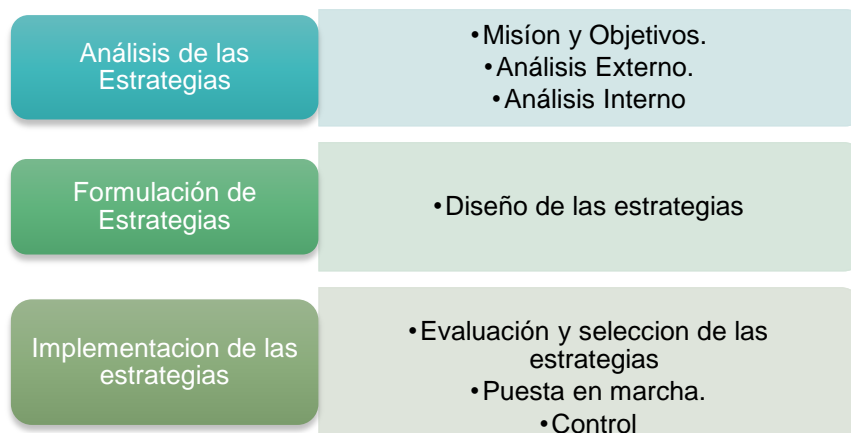 Análisis de las
Estrategias
•Misíon y Objetivos.
•Análisis Externo.
•Análisis Interno
Formulación de
Estrategias
•Diseño de las estrategias
Implementacion de las
estrategias
•Evaluación y seleccion de las
estrategias
•Puesta en marcha.
•Control